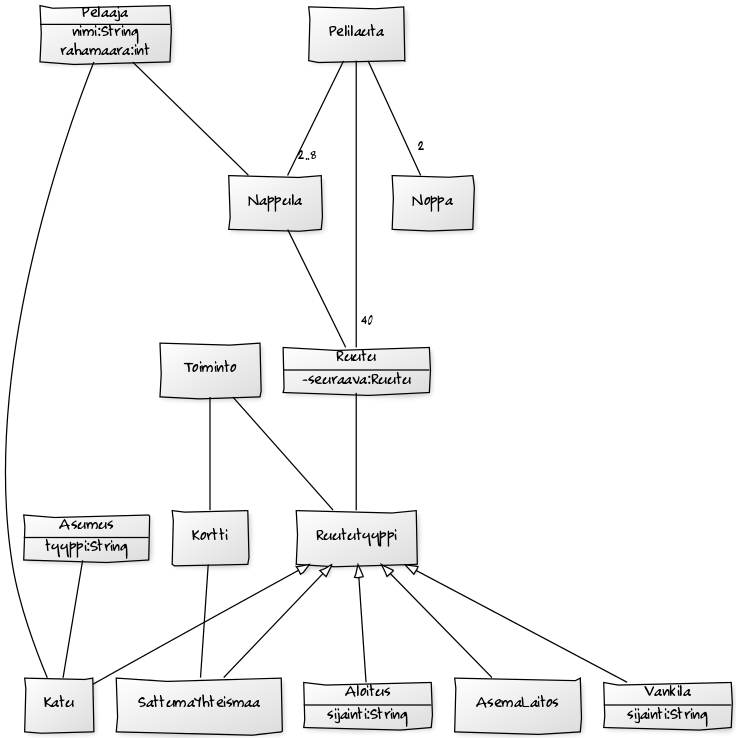 Pelaaja
nimi:String
rahamaara:int
Pelilauta
2..8
2
Nappula
Noppa
40
Toiminto
Ruutu
-seuraava:Ruutu
Asumus
tyyppi:String
Kortti
Ruututyyppi
Katu
SattumaYhteismaa
Aloitus
sijainti:String
AsemaLaitos
Vankila
sijainti:String